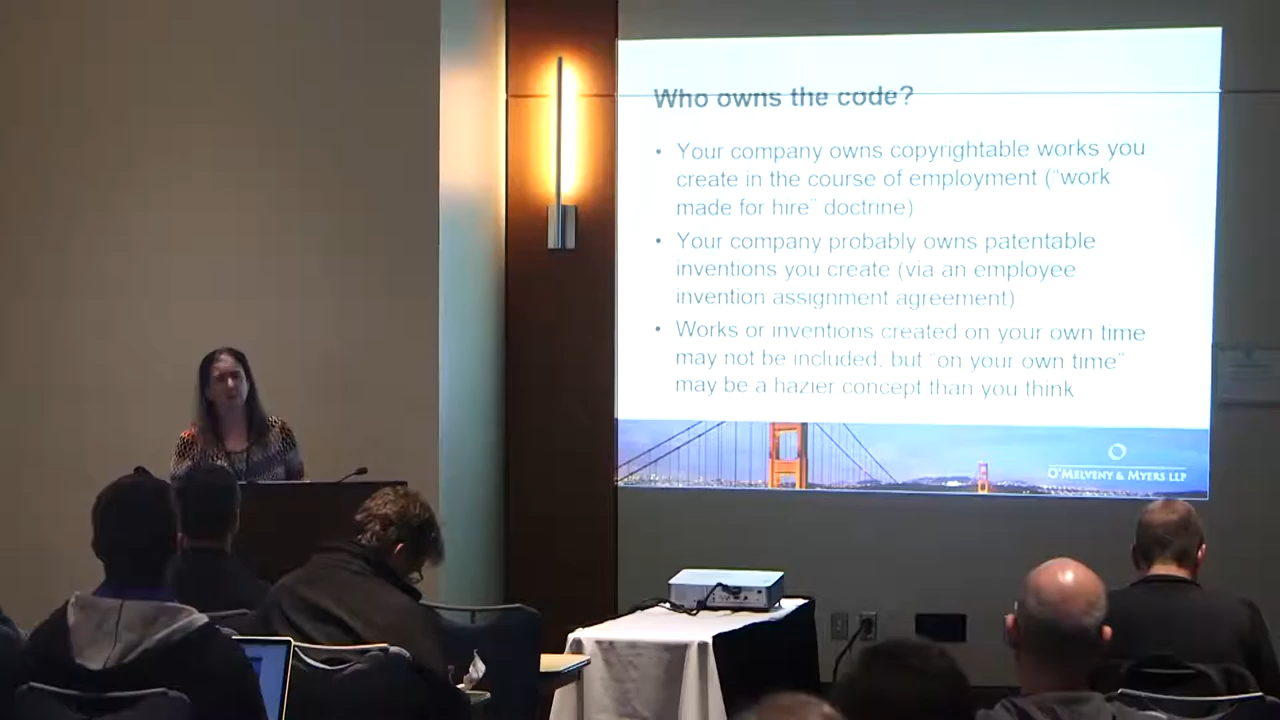 Who owns the code?
• Your company owns copyrightable works you
create in the course of employment (“work
made for hire” doctrine)
• Your company probably owns patentable
inventions you create (via an employee
invention assignment agreement)
• Works or inventions created on your own time
may not be included, but “on your own time”
may be a hazier concept than you think
O’MELVENY & MYERS LLP